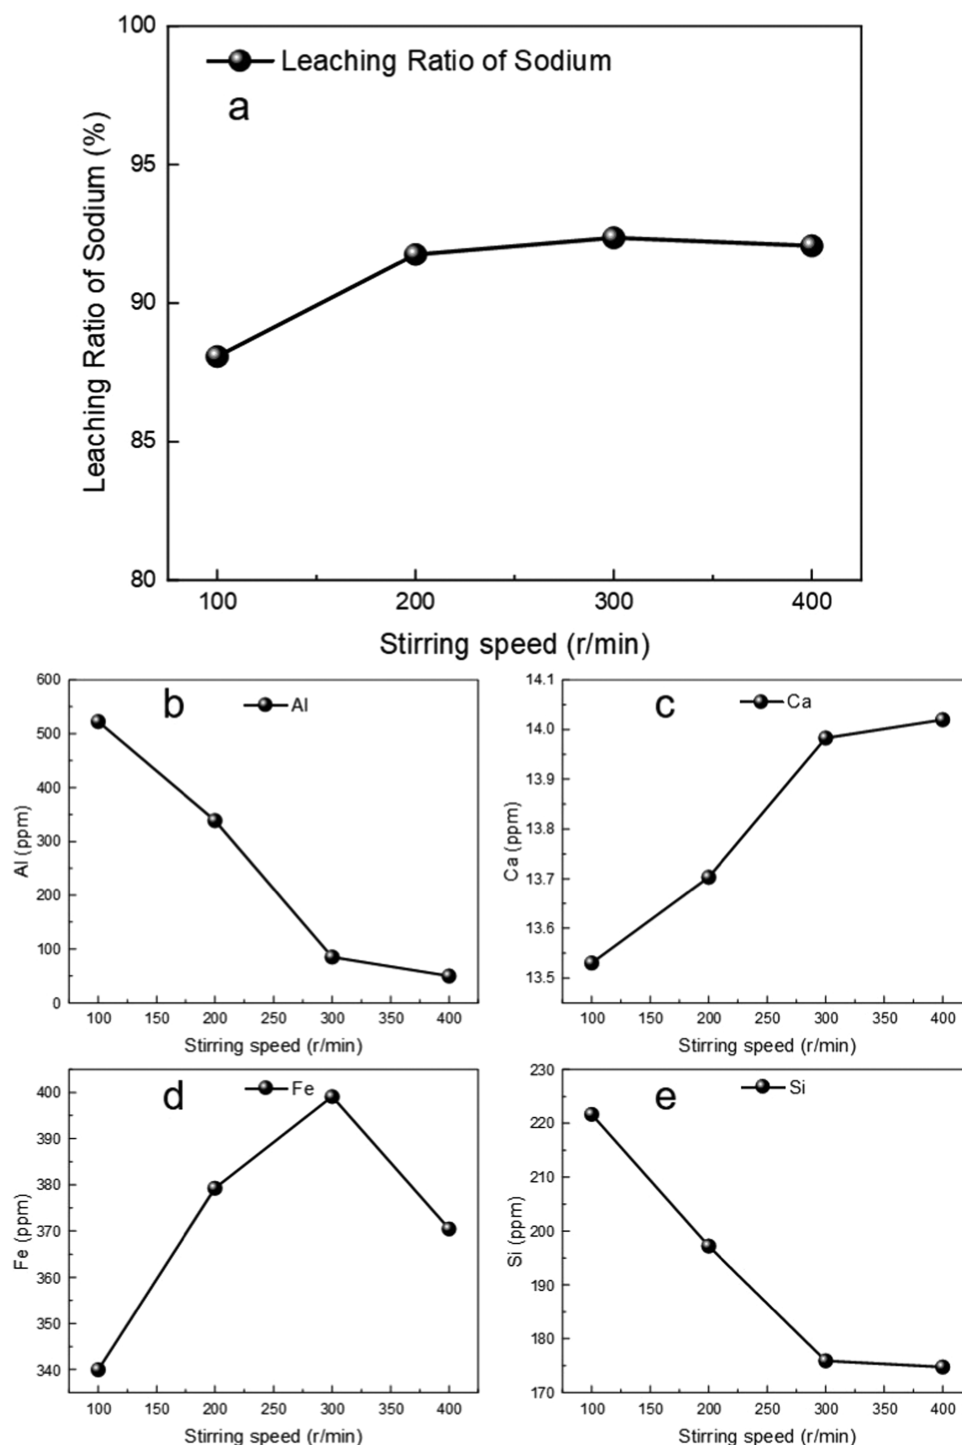 Leaching Ratio of Sodium
a
Leaching Ratio of Sodium (%)
100
95
90
85
80
100 200 300 400
Stirring speed (r/min)
b
Al
Al (ppm)
600
500
400
300
200
100
0
100 150 200 250 300 350 400
Stirring speed (r/min)
c
Ca
Ca (ppm)
14.1
14.0
13.9
13.8
13.7
13.6
13.5
100 150 200 250 300 350 400
Stirring speed (r/min)
d
Fe
Fe (ppm)
400
390
380
370
360
350
340
100 150 200 250 300 350 400
Stirring speed (r/min)
e
Si
Si (ppm)
230
220
210
200
190
180
170
100 150 200 250 300 350 400
Stirring speed (r/min)